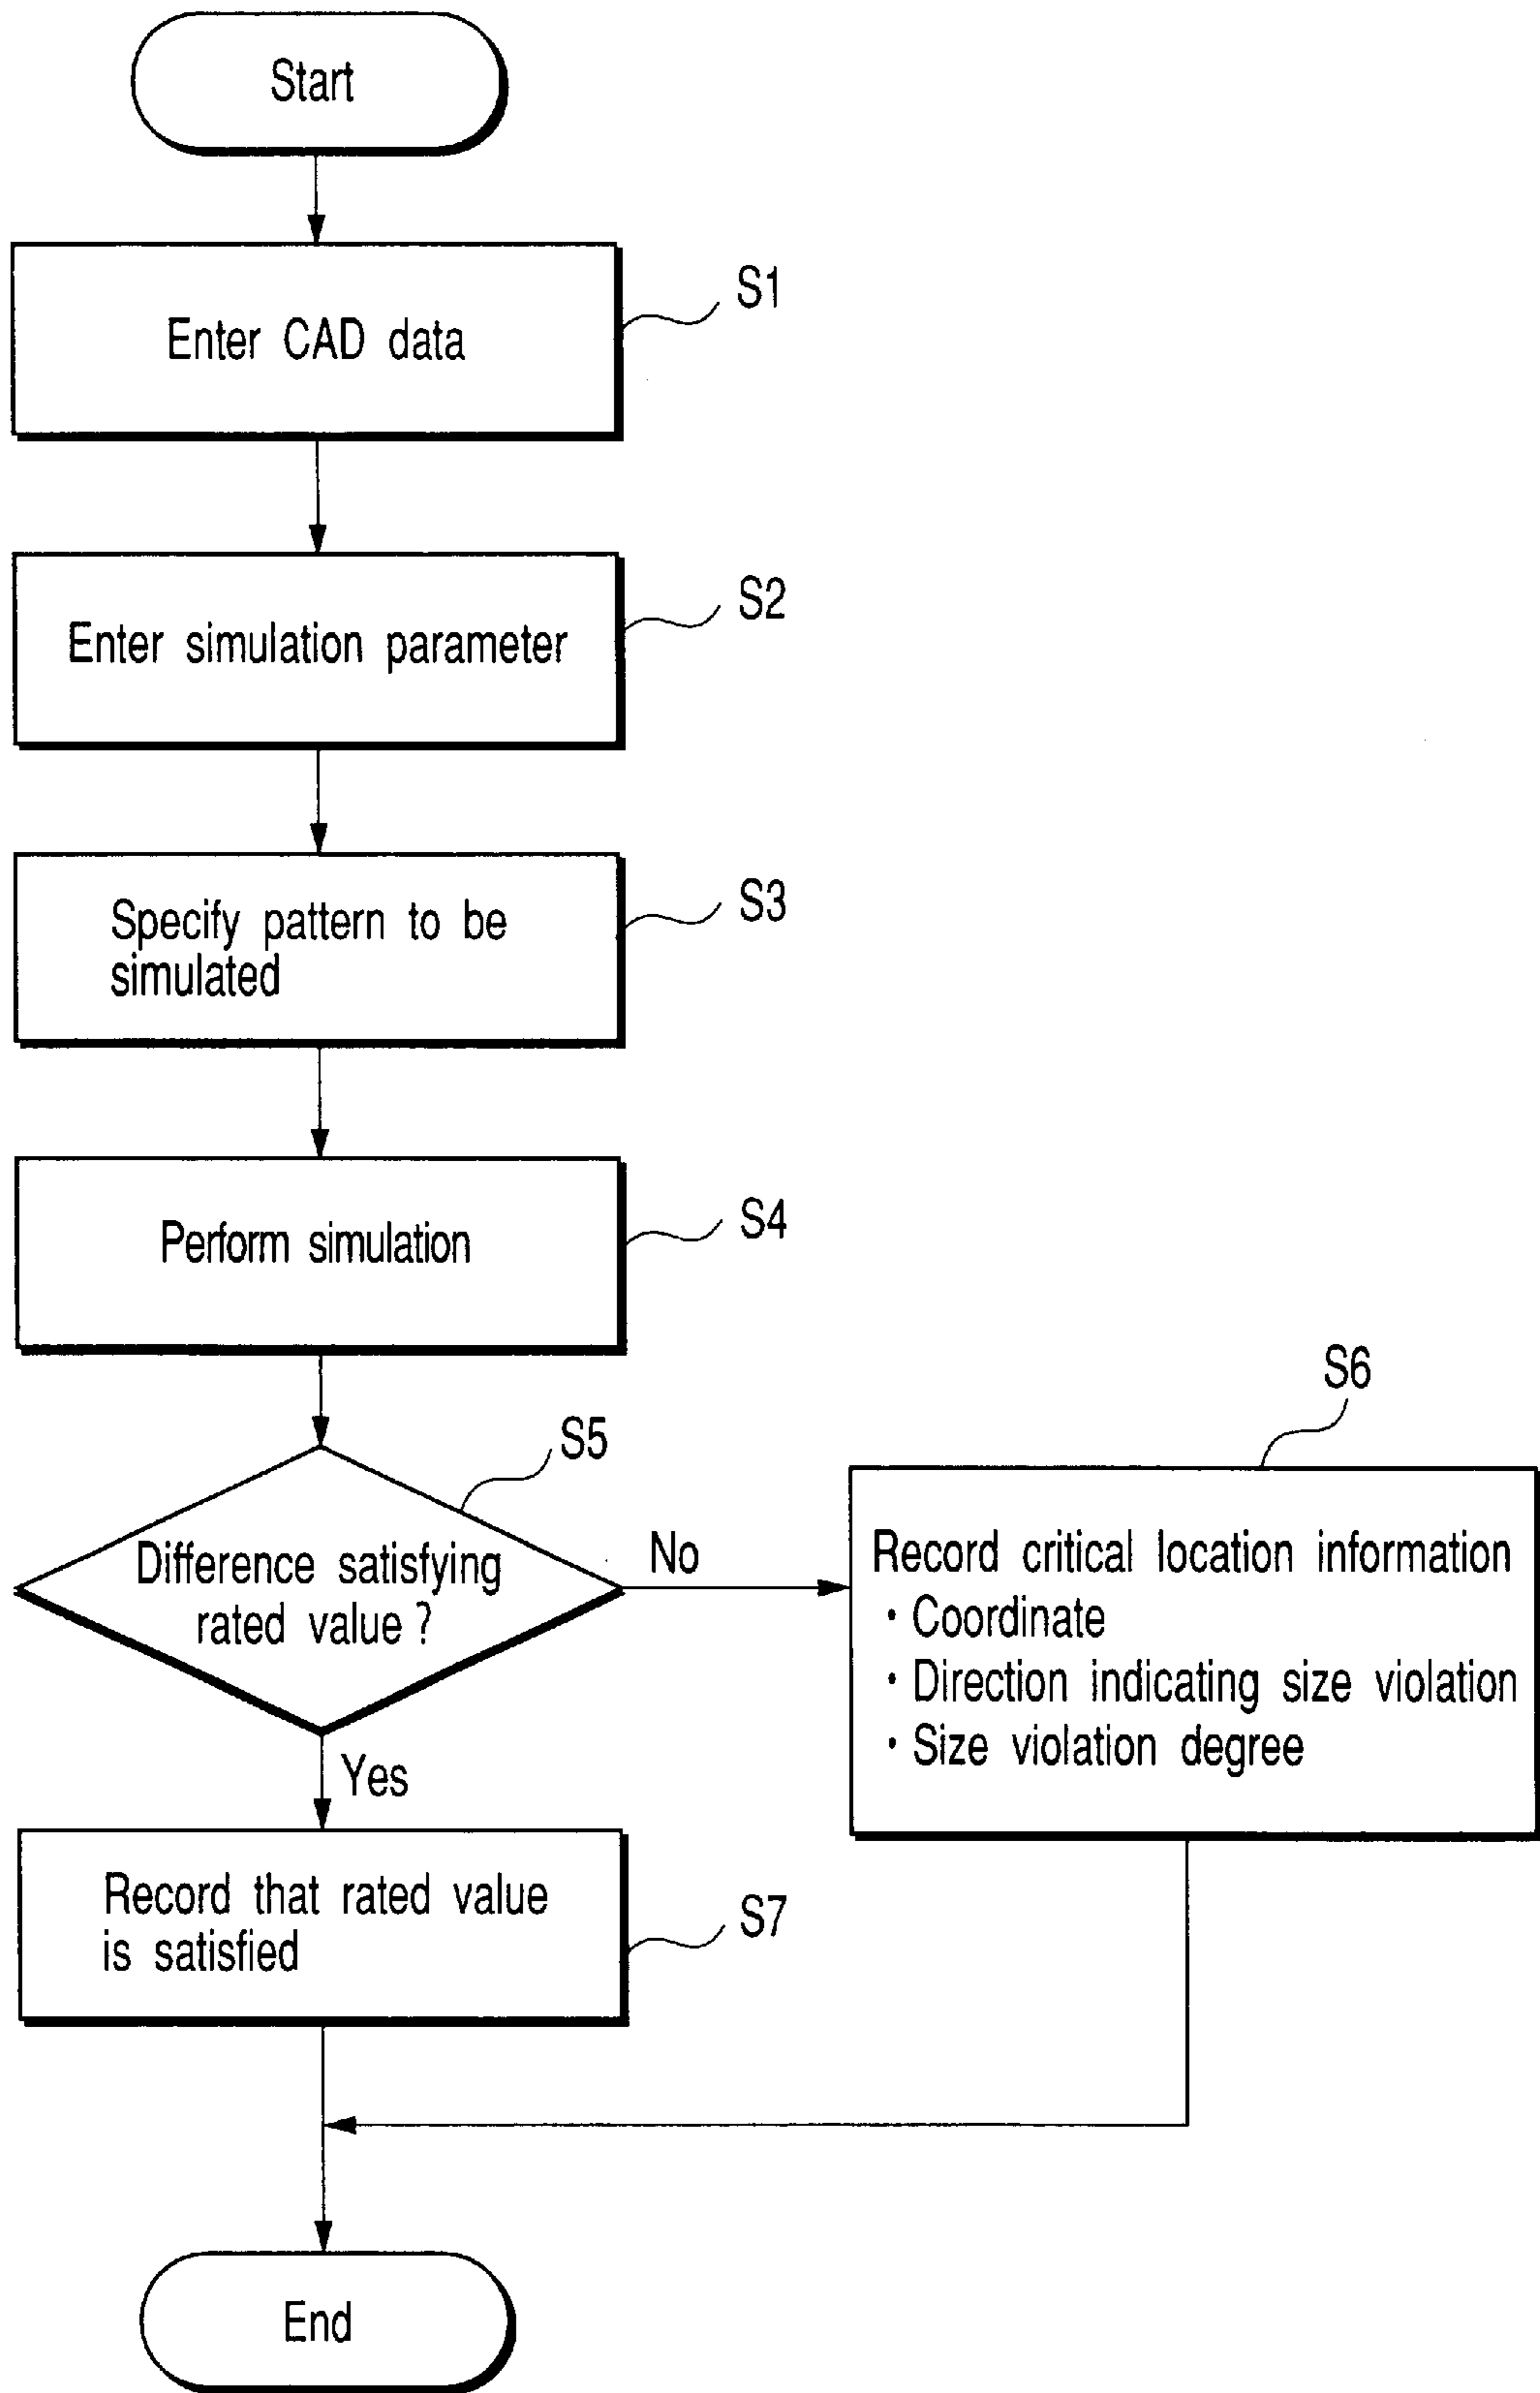 Start
S1
Enter CAD data
S2
Enter simulation parameter
S3
Specify pattern to be
simulated
S4
Perform simulation
S5
Difference satisfying
rated value ?
No
Yes
S6
Record critical location information
・Coordinate
・Direction indicating size violation
・Size violation degree
S7
Record that rated value
is satisfied
End